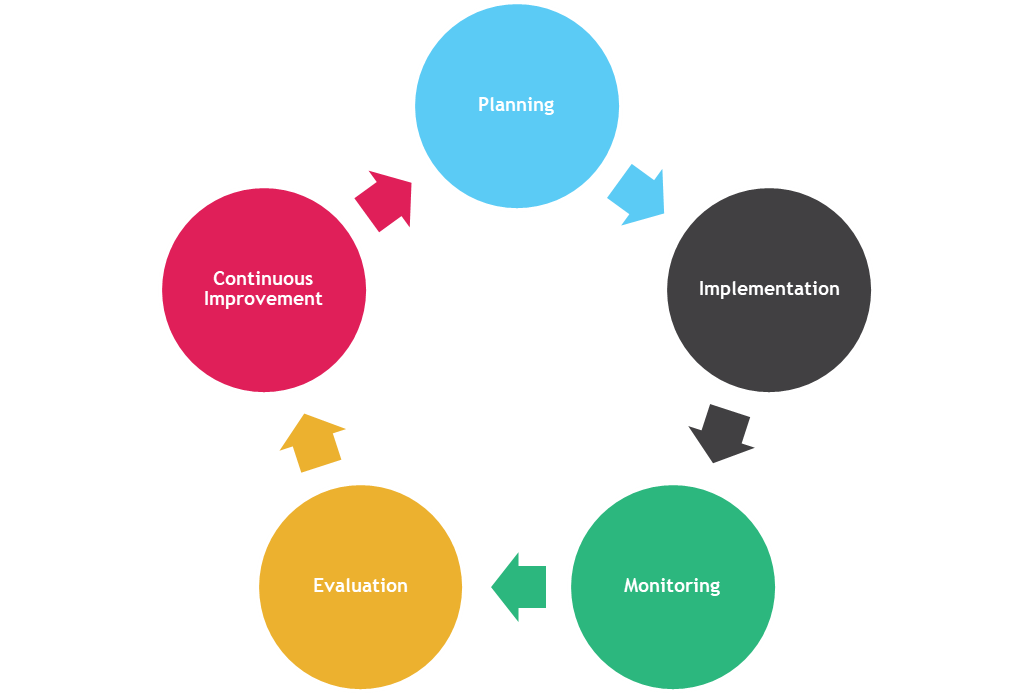 Planning
Implementation
Monitoring
Evaluation
Continuous
Improvement